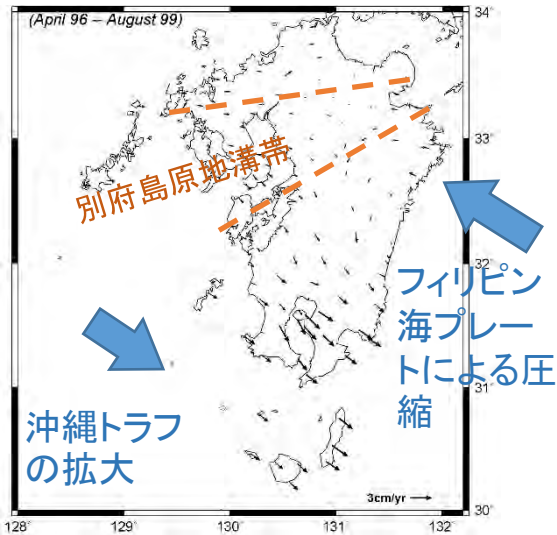 (April 96 – August 99)
34°
33°
別府島原地溝帯
32°
フィリピン
海プレー
トによる圧
縮
31°
沖縄トラフ
の拡大
3cm/yr
30°
128°
129°
130°
131°
132°